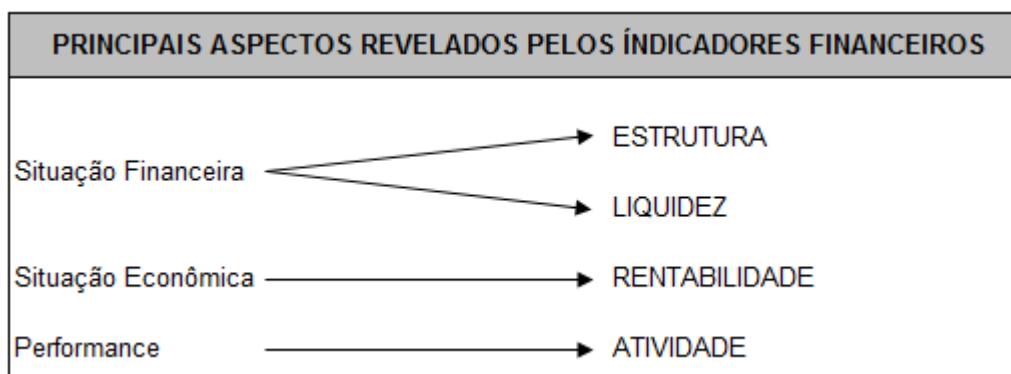 PRINCIPAIS ASPECTOS REVELADOS PELOS ÍNDICADORES FINANCEIROS
ESTRUTURA
Situação Financeira
LIQUIDEZ
Situação Econômica RENTABILIDADE
Performance ATIVIDADE